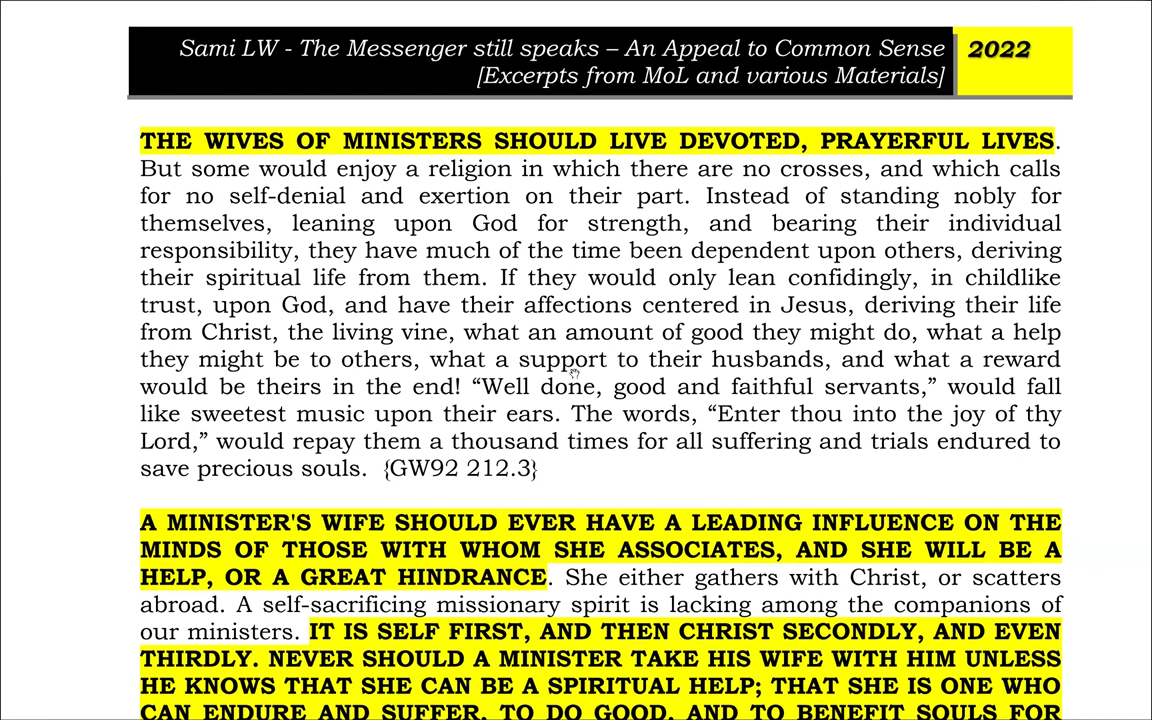 Sami LW - The Messenger still speaks – An Appeal to Common Sense
[Excerpts from MoL and various Materials]
2022
THE WIVES OF MINISTERS SHOULD LIVE DEVOTED, PRAYERFUL LIVES.
But some would enjoy a religion in which there are no crosses, and which calls
for no self-denial and exertion on their part. Instead of standing nobly for
themselves, leaning upon God for strength, and bearing their individual
responsibility, they have much of the time been dependent upon others, deriving
their spiritual life from them. If they would only lean confidingly, in childlike
trust, upon God, and have their affections centered in Jesus, deriving their life
from Christ, the living vine, what an amount of good they might do, what a help
they might be to others, what a support to their husbands, and what a reward
would be theirs in the end! “Well done, good and faithful servants,” would fall
like sweetest music upon their ears. The words, “Enter thou into the joy of thy
Lord,” would repay them a thousand times for all suffering and trials endured to
save precious souls. {GW92 212.3}
A MINISTER'S WIFE SHOULD EVER HAVE A LEADING INFLUENCE ON THE
MINDS OF THOSE WITH WHOM SHE ASSOCIATES, AND SHE WILL BE A
HELP, OR A GREAT HINDRANCE. She either gathers with Christ, or scatters
abroad. A self-sacrificing missionary spirit is lacking among the companions of
our ministers. IT IS SELF FIRST, AND THEN CHRIST SECONDLY, AND EVEN
THIRDLY. NEVER SHOULD A MINISTER TAKE HIS WIFE WITH HIM UNLESS
HE KNOWS THAT SHE CAN BE A SPIRITUAL HELP; THAT SHE IS ONE WHO
CAN ENDURE AND SUFFER, TO DO GOOD, AND TO BENEFIT SOULS FOR